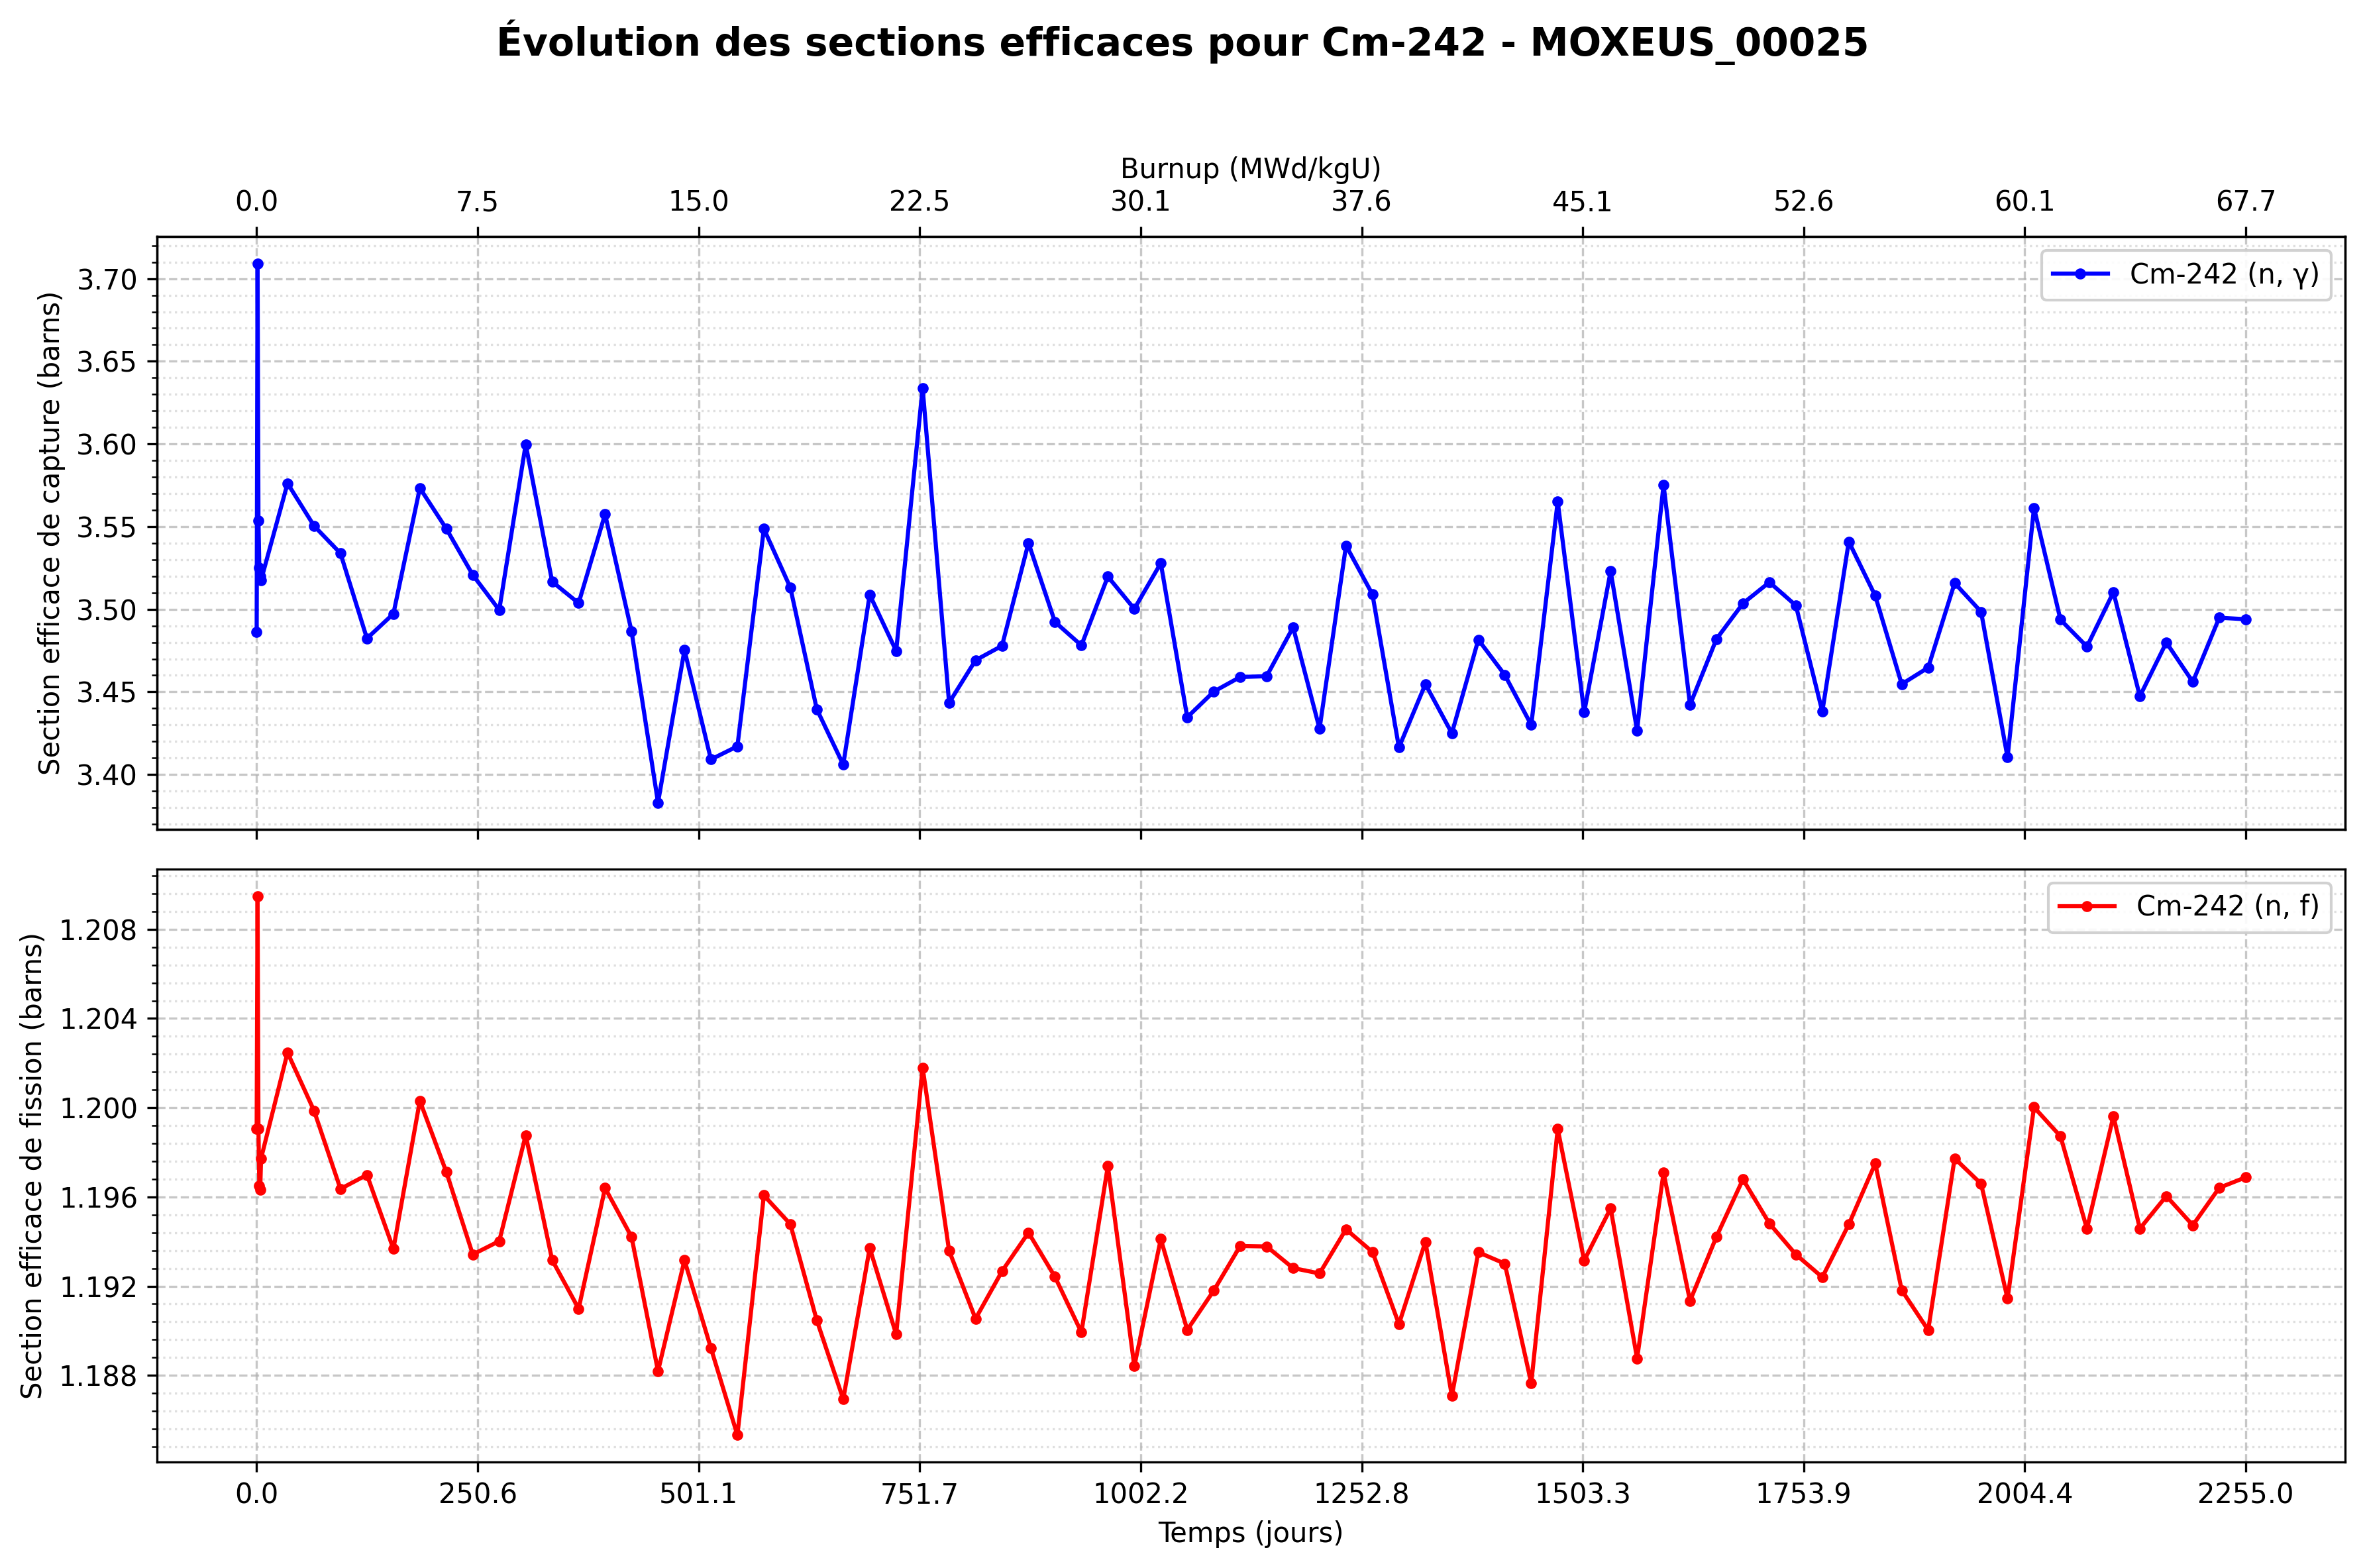 Évolution des sections efficaces pour Cm-242 - MOXEUS_00025
Burnup (MWd/kgU)
0.0 7.5 15.0 22.5 30.1 37.6 45.1 52.6 60.1 67.7
Section efficace de capture (barns)
3.70
3.65
3.60
3.55
3.50
3.45
3.40
Cm-242 (n, γ)
Section efficace de fission (barns)
1.208
1.204
1.200
1.196
1.192
1.188
Cm-242 (n, f)
0.0 250.6 501.1 751.7 1002.2 1252.8 1503.3 1753.9 2004.4 2255.0
Temps (jours)